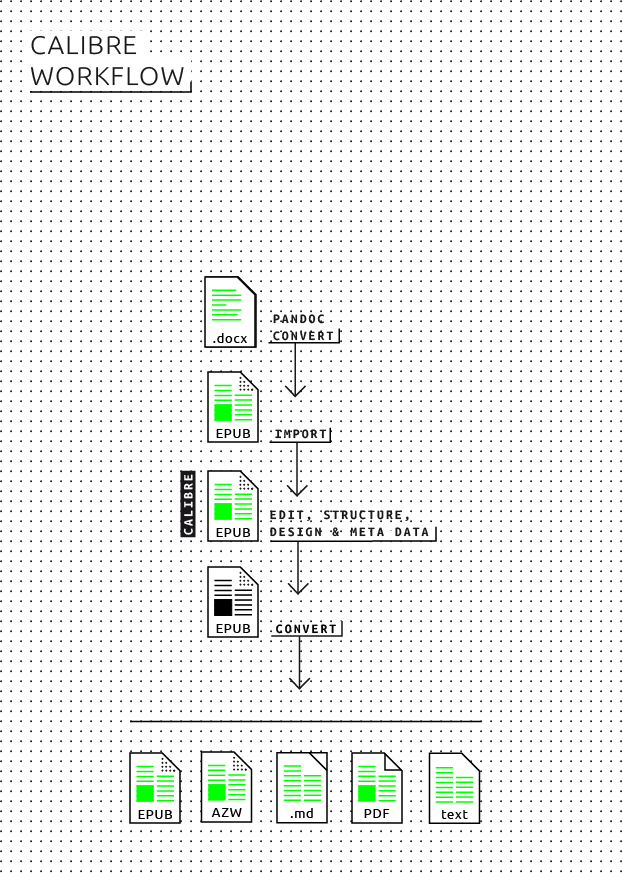 CALIBRE
WORKFLOW
.docx
PANDOC
CONVERT
EPUB
IMPORT
CALIBRE
EPUB
EDIT, STRUCTURE,
DESIGN & META DATA
EPUB
CONVERT
EPUB
AZW
.md
PDF
text